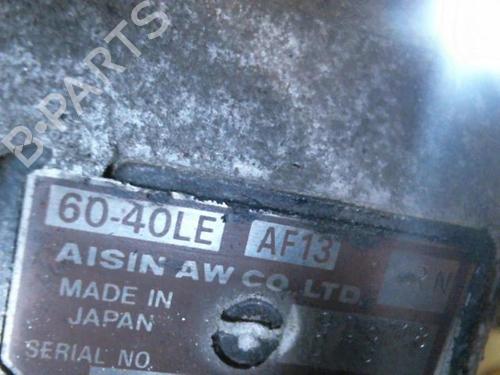 B-PARTS
60-40LE AF13
AISIN AW CO., LTD.
MADE IN
JAPAN
SERIAL NO